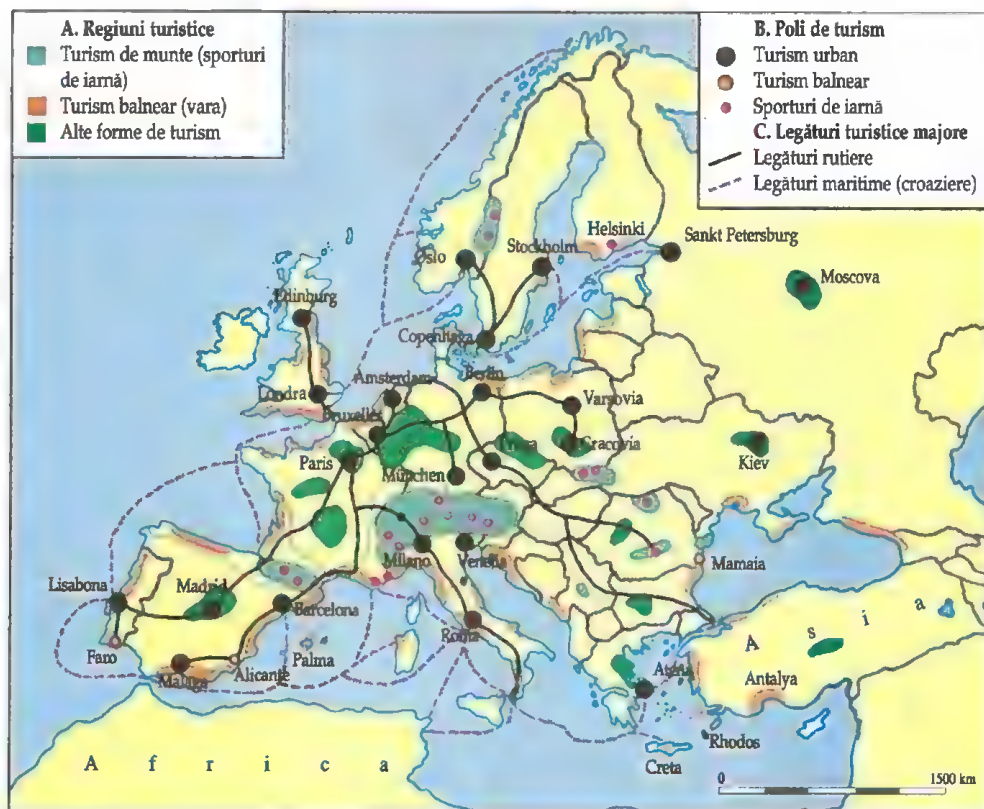 A. Regiuni turistice
Turism de munte (sporturi
de iarnă)
Turism balnear (vara)
Alte forme de turism
B. Poli de turism
Turism urban
Turism balnear
Sporturi de iarnă
C. Legături turistice majore
Legături rutiere
Legături maritime (croaziere)
Helsinki
Sankt Petersburg
Oslo
Stockholm
Moscova
Edinburg
Copenhaga
Londra
Amsterdam
Berlin
Bruxelles
Varsovia
Paris
München
Praga
Cracovia
Kiev
Lisabona
Madrid
Milano
Veneția
Mamaia
Barcelona
Roma
Faro
Palma
Alicante
Malaga
Atena
Asia
Antalya
Rhodos
Creta
Africa
0
1500 km